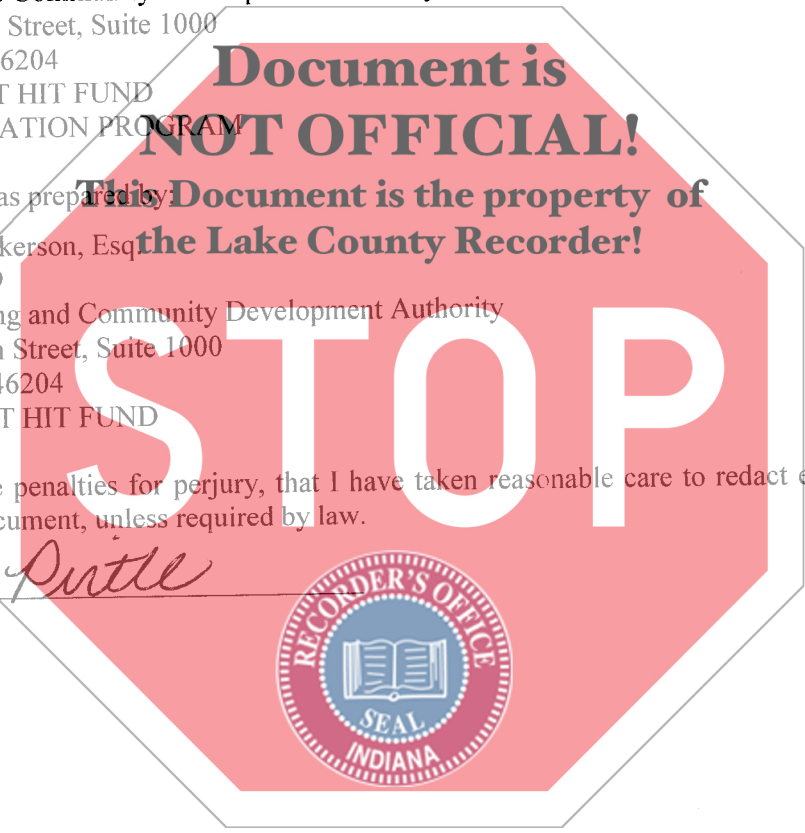 Street, Suite 1000
6204
T HIT FUND
ATION PROGRAM
as prepared by:
kerson, Esq.
ng and Community Development Authority
Street, Suite 1000
46204
T HIT FUND
penalties for perjury, that I have taken reasonable care to redact e
cument, unless required by law.
Pirtle
Document is
NOT OFFICIAL!
This Document is the property of
the Lake County Recorder!
STOP
RECORDER'S OFFICE
SEAL
INDIANA